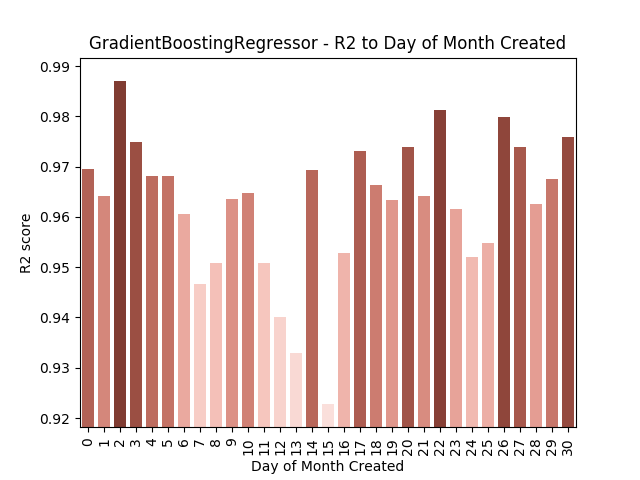 GradientBoostingRegressor - R2 to Day of Month Created
0.99
0.98
0.97
0.96
0.95
0.94
0.93
0.92
R2 score
0 1 2 3 4 5 6 7 8 9 10 11 12 13 14 15 16 17 18 19 20 21 22 23 24 25 26 27 28 29 30
Day of Month Created